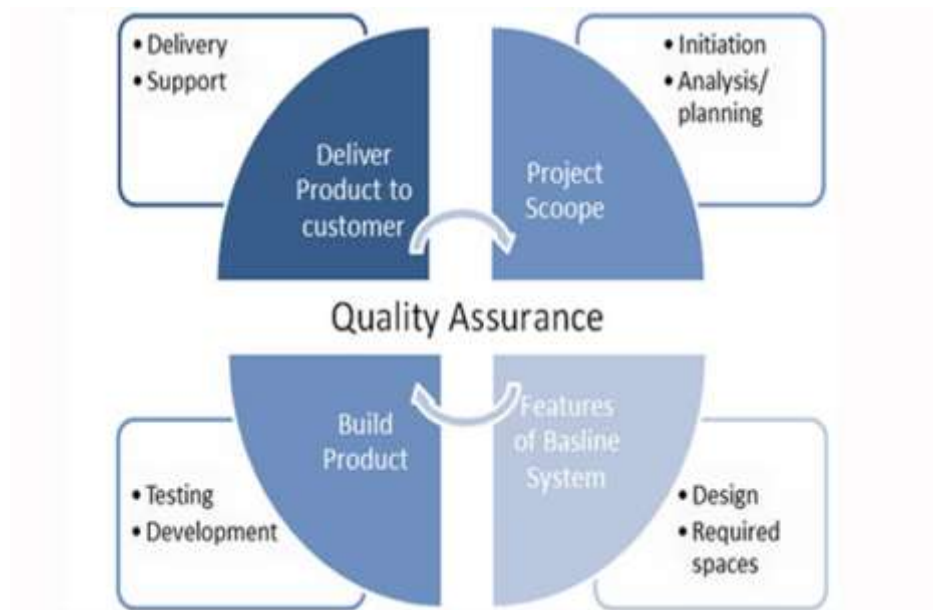 • Delivery
• Support
Deliver
Product to
customer
• Initiation
• Analysis/
planning
Project
Scoope
Quality Assurance
Build
Product
• Testing
• Development
Features
of Basline
System
• Design
• Required
spaces